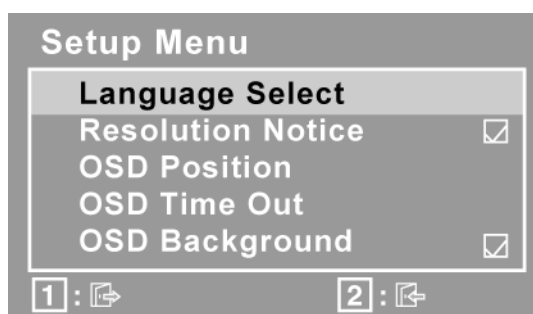 Setup Menu
Language Select
Resolution Notice
OSD Position
OSD Time Out
OSD Background
1 : 2 :